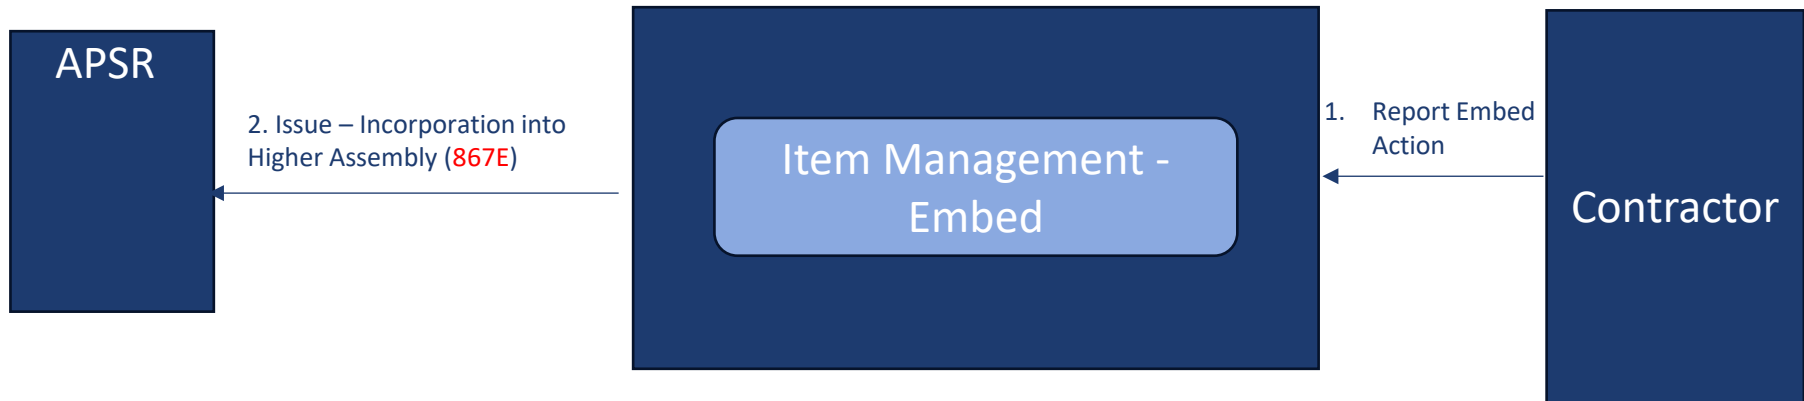 APSR
2. Issue – Incorporation into
Higher Assembly (867E)
Item Management -
Embed
1. Report Embed
Action
Contractor